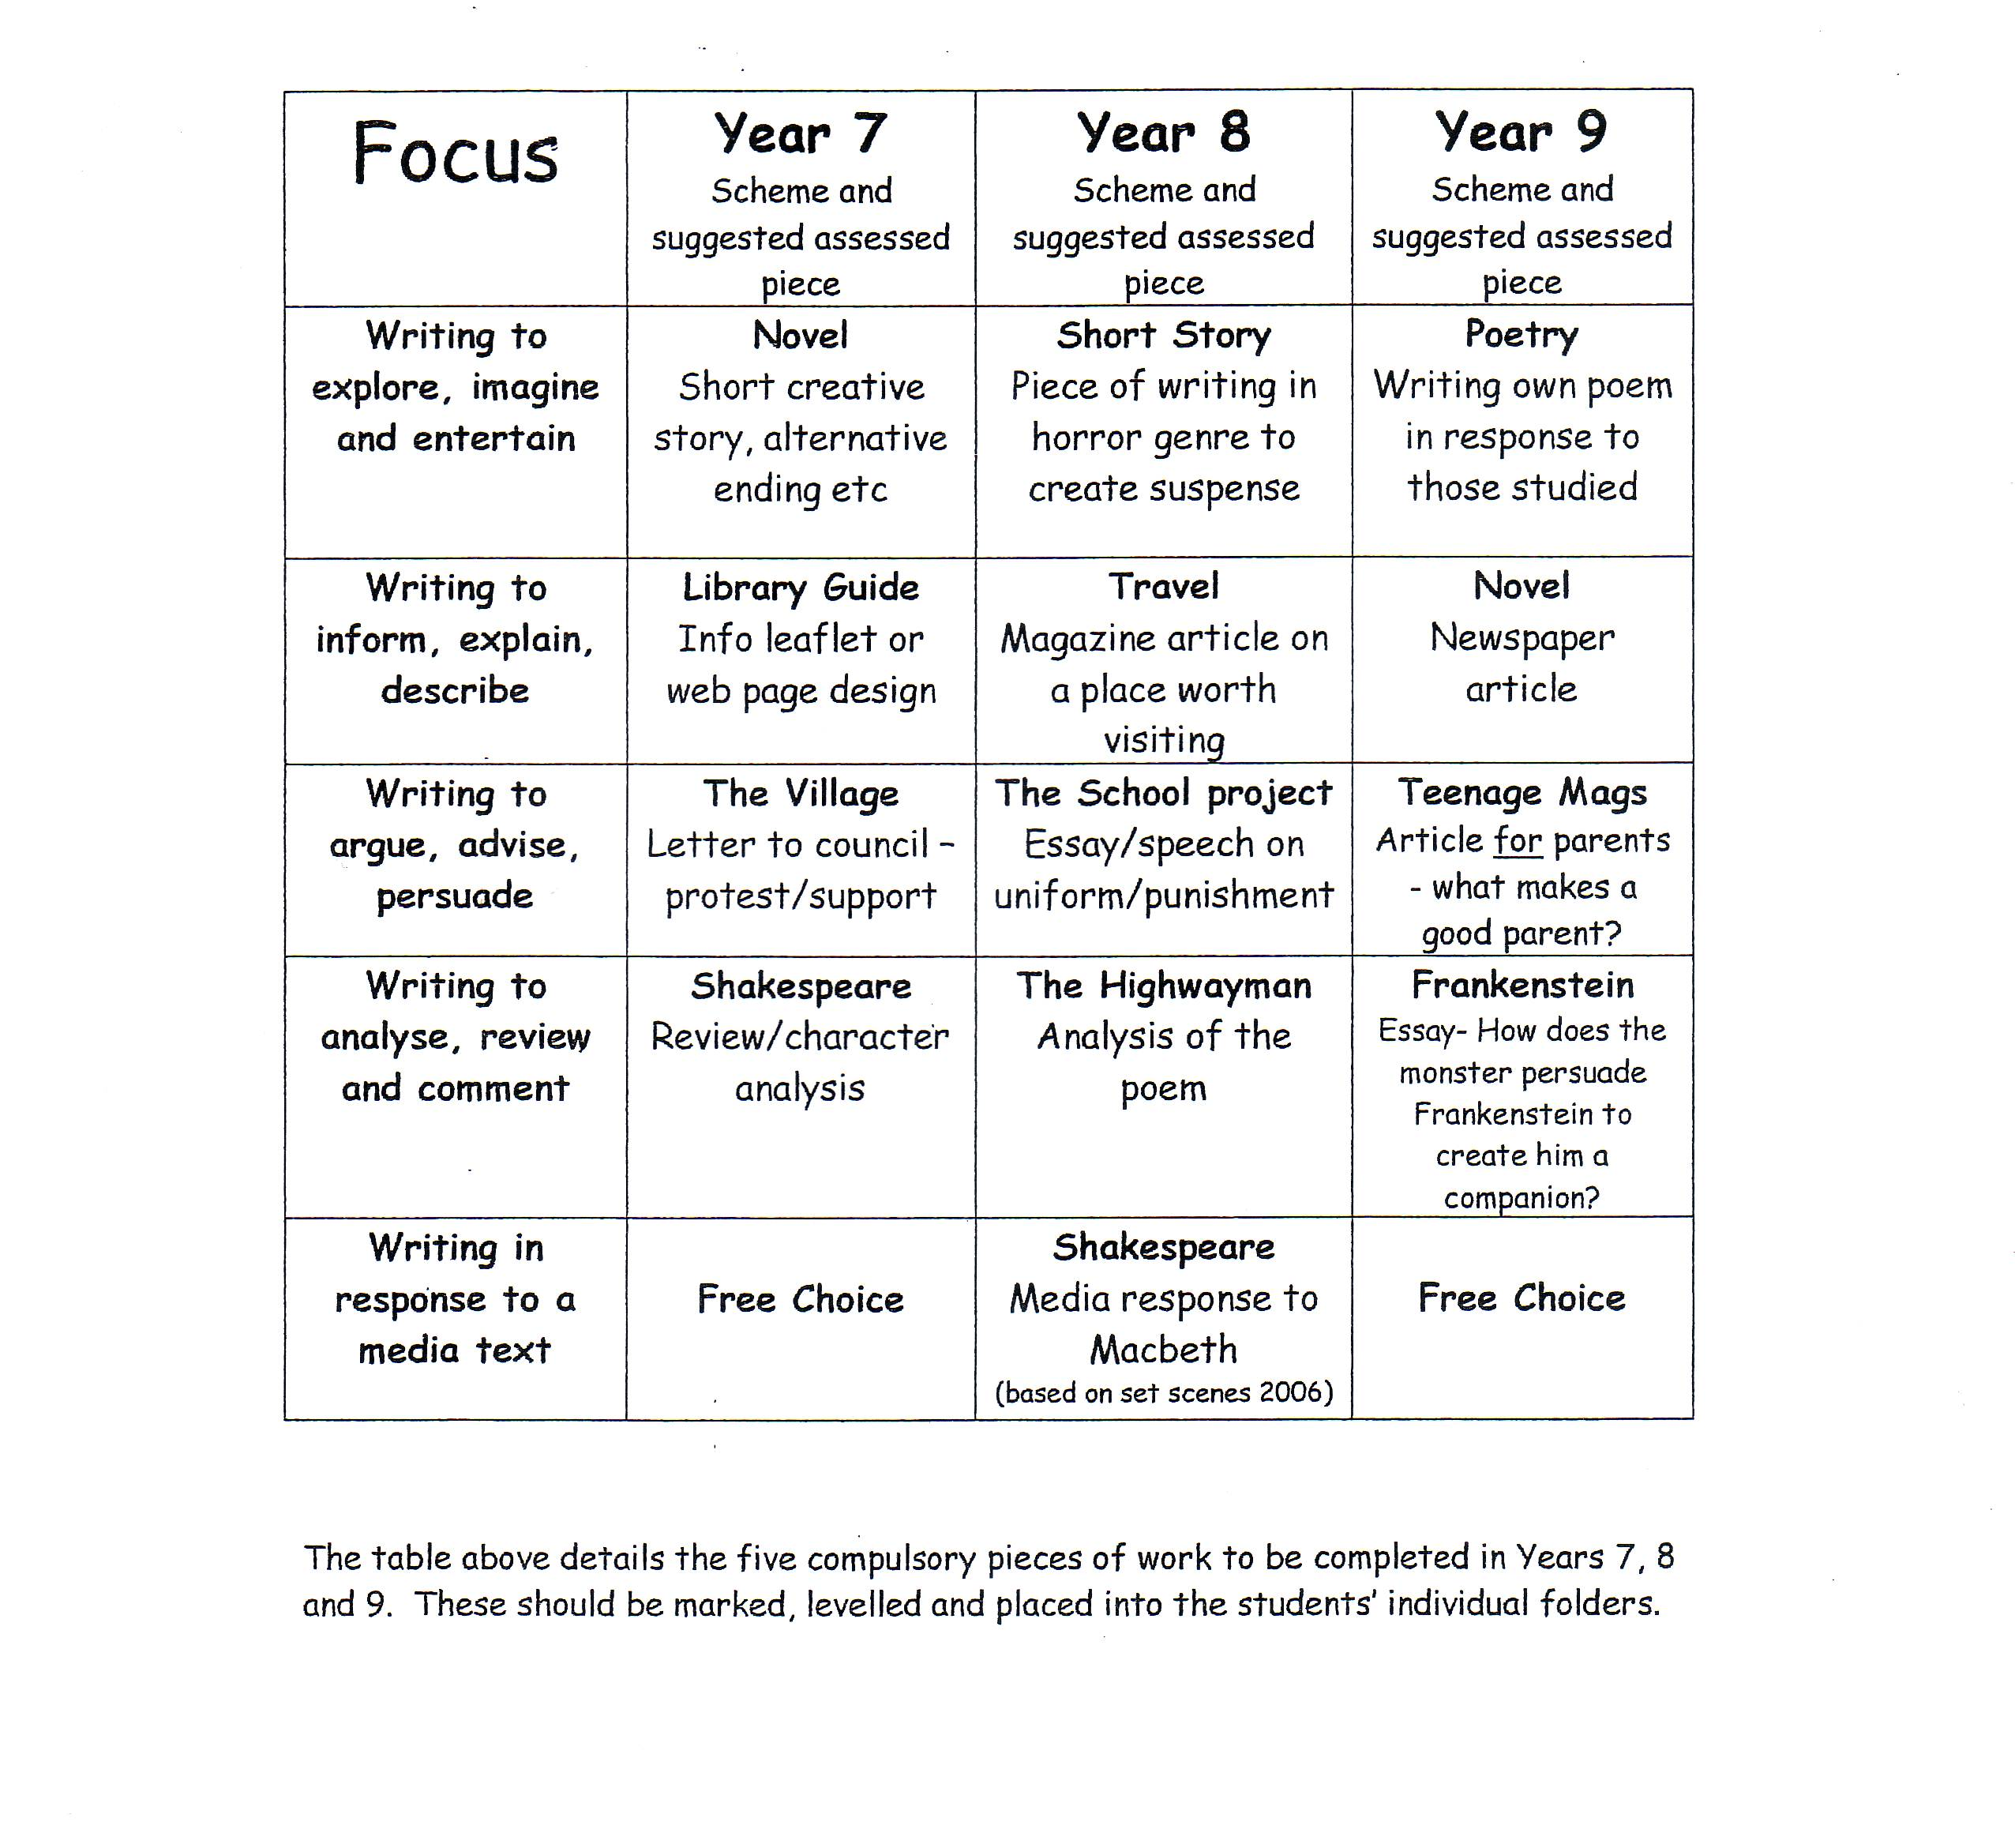 Focus
Year 7
Scheme and
suggested assessed
piece
Year 8
Scheme and
suggested assessed
piece
Year 9
Scheme and
suggested assessed
piece
Writing to
explore, imagine
and entertain
Novel
Short creative
story, alternative
ending etc
Short Story
Piece of writing in
horror genre to
create suspense
Poetry
Writing own poem
in response to
those studied
Writing to
inform, explain,
describe
Library Guide
Info leaflet or
web page design
Travel
Magazine article on
a place worth
visiting
Novel
Newspaper
article
Writing to
argue, advise,
persuade
The Village
Letter to council -
protest/support
The School project
Essay/speech on
uniform/punishment
Teenage Mags
Article for parents
- what makes a
good parent?
Writing to
analyse, review
and comment
Shakespeare
Review/character
analysis
The Highwayman
Analysis of the
poem
Frankenstein
Essay- How does the
monster persuade
Frankenstein to
create him a
companion?
Writing in
response to a
media text
Free Choice
Shakespeare
Media response to
Macbeth
(based on set scenes 2006)
Free Choice
The table above details the five compulsory pieces of work to be completed in Years 7, 8
and 9.  These should be marked, levelled and placed into the students' individual folders.